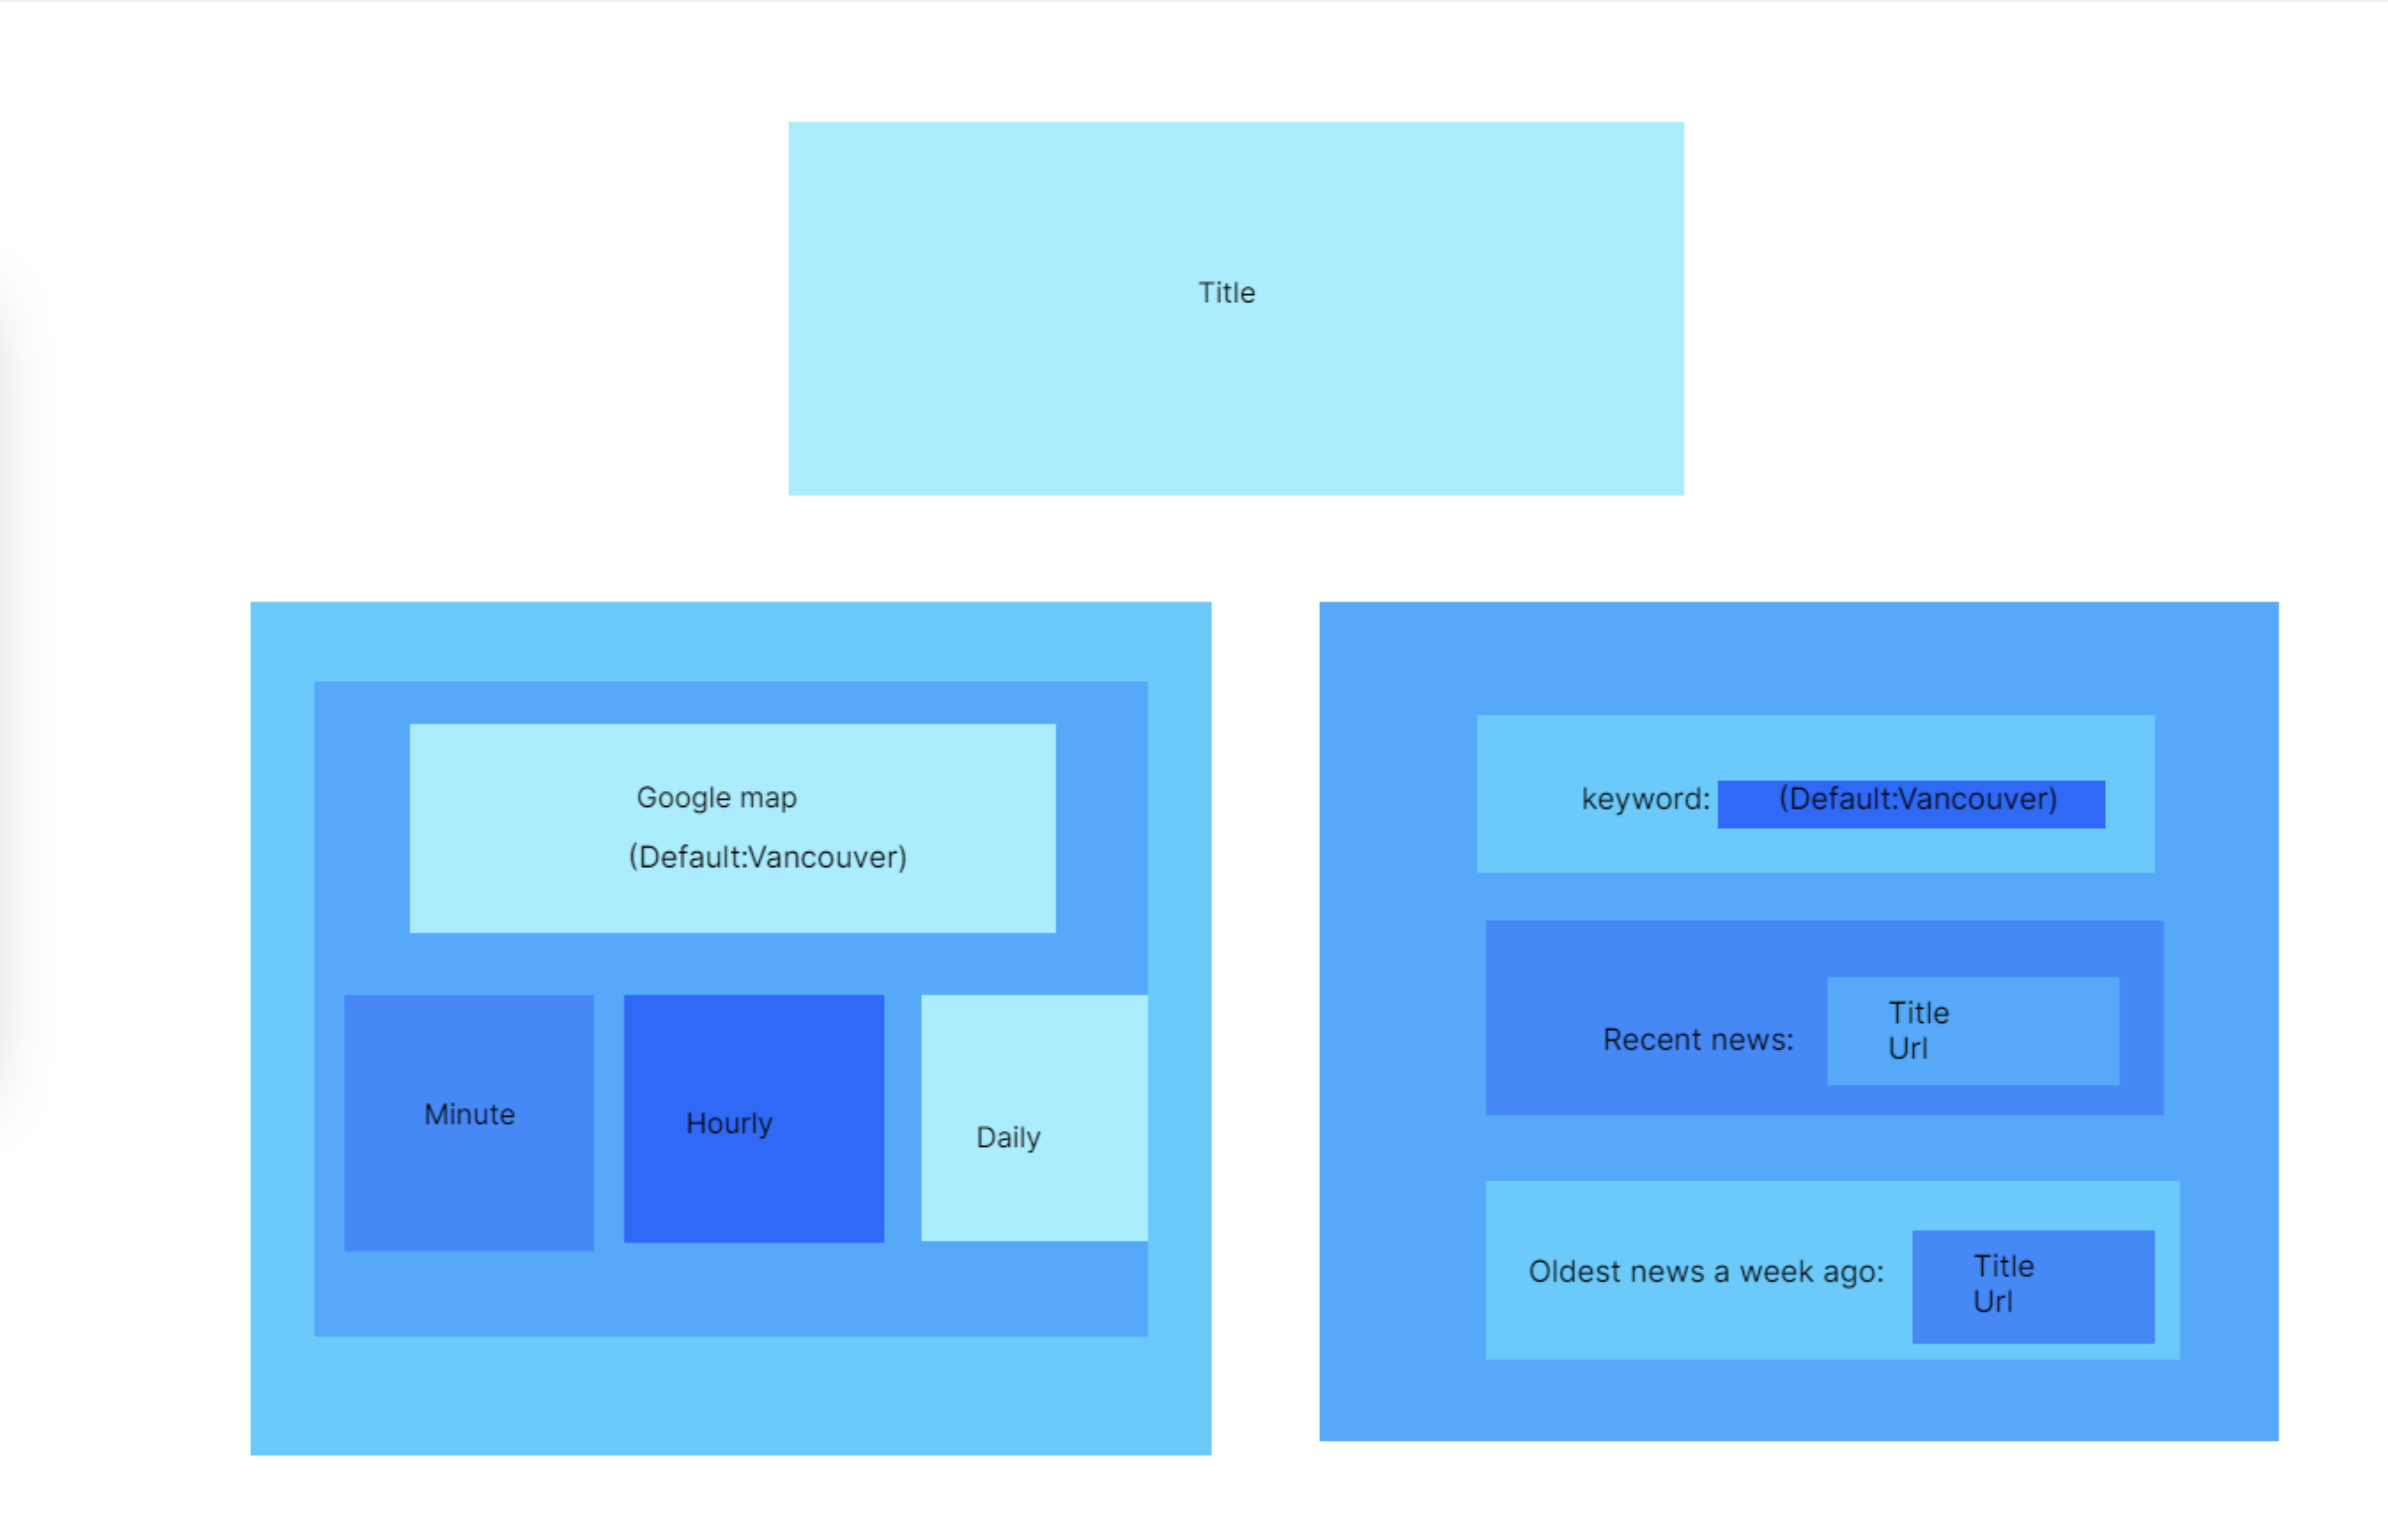 Title
Google map
(Default:Vancouver)
Minute
Hourly
Daily
keyword: (Default:Vancouver)
Recent news:
Title
Url
Oldest news a week ago:
Title
Url